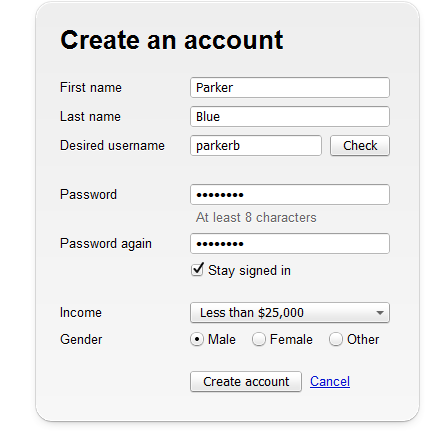 Create an account
First name Parker
Last name Blue
Desired username parkerb Check
Password ••••••••
At least 8 characters
Password again ••••••••
Stay signed in
Income Less than $25,000
Gender Male Female Other
Create account Cancel